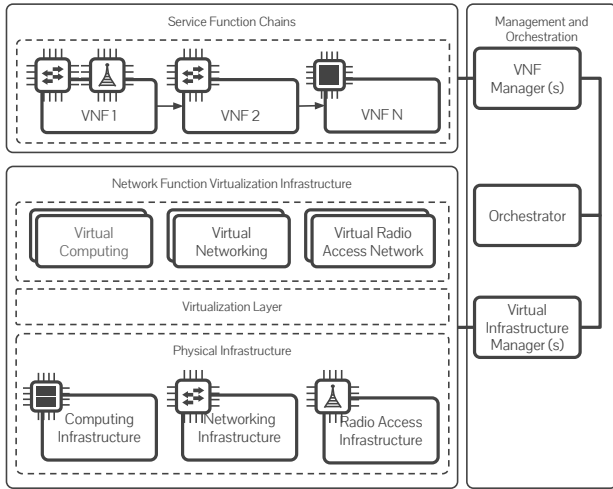 Service Function Chains
VNF 1
VNF 2
VNF N
Management and
Orchestration
VNF
Manager(s)
Orchestrator
Virtual
Infrastructure
Manager(s)
Network Function Virtualization Infrastructure
Virtual
Computing
Virtual
Networking
Virtual Radio
Access Network
Virtualization Layer
Physical Infrastructure
Computing
Infrastructure
Networking
Infrastructure
Radio Access
Infrastructure